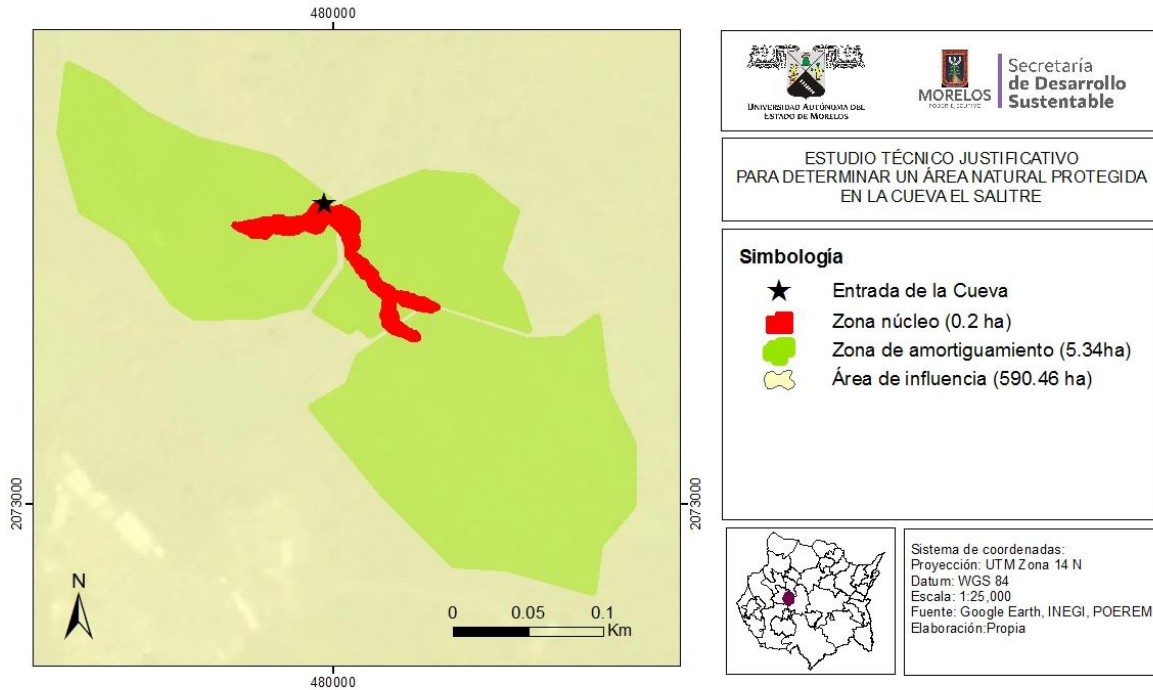 480000
2073000
2073000
480000
N
0 0.05 0.1
Km
UNIVERSIDAD AUTÓNOMA DEL
ESTADO DE MORELOS
MORELOS
PODER EJECUTIVO
Secretaría
de Desarrollo
Sustentable
ESTUDIO TÉCNICO JUSTIFICATIVO
PARA DETERMINAR UN ÁREA NATURAL PROTEGIDA
EN LA CUEVA EL SALITRE
Simbología
Entrada de la Cueva
Zona núcleo (0.2 ha)
Zona de amortiguamiento (5.34ha)
Área de influencia (590.46 ha)
Sistema de coordenadas:
Proyección: UTM Zona 14 N
Datum: WGS 84
Escala: 1:25,000
Fuente: Google Earth, INEGI, POEREM
Elaboración:Propia